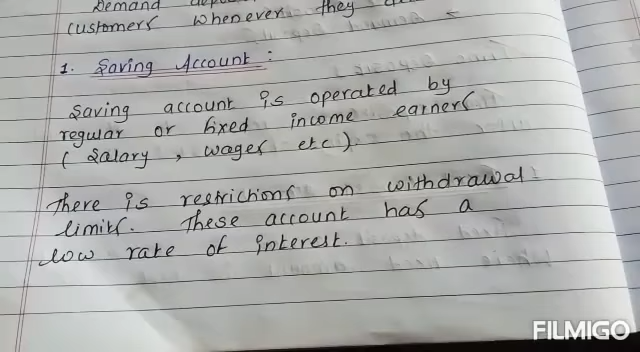 Demand
customers whenever they
1. Saving Account :
Saving account is operated by
regular or fixed income earners
( Salary , wages etc ).
There is restrictions on withdrawal
limits. These account has a
low rate of interest.
FILMIGO